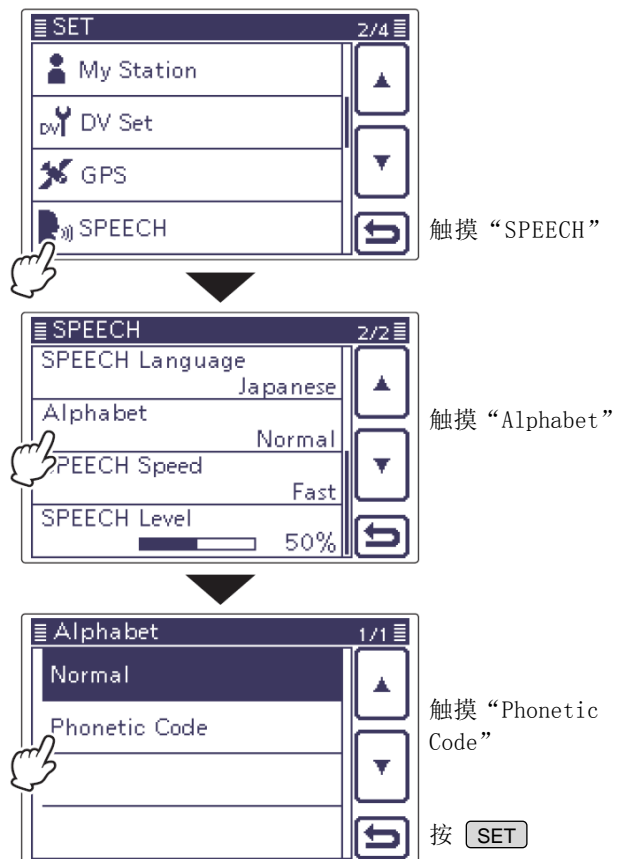 SET 2/4
My Station
DV DV Set
GPS
SPEECH
触摸“SPEECH”
SPEECH 2/2
SPEECH Language
Japanese
Alphabet
Normal
触摸“Alphabet”
SPEECH Speed
Fast
SPEECH Level
50%
Alphabet 1/1
Normal
Phonetic Code
触摸“Phonetic
Code”
按 SET